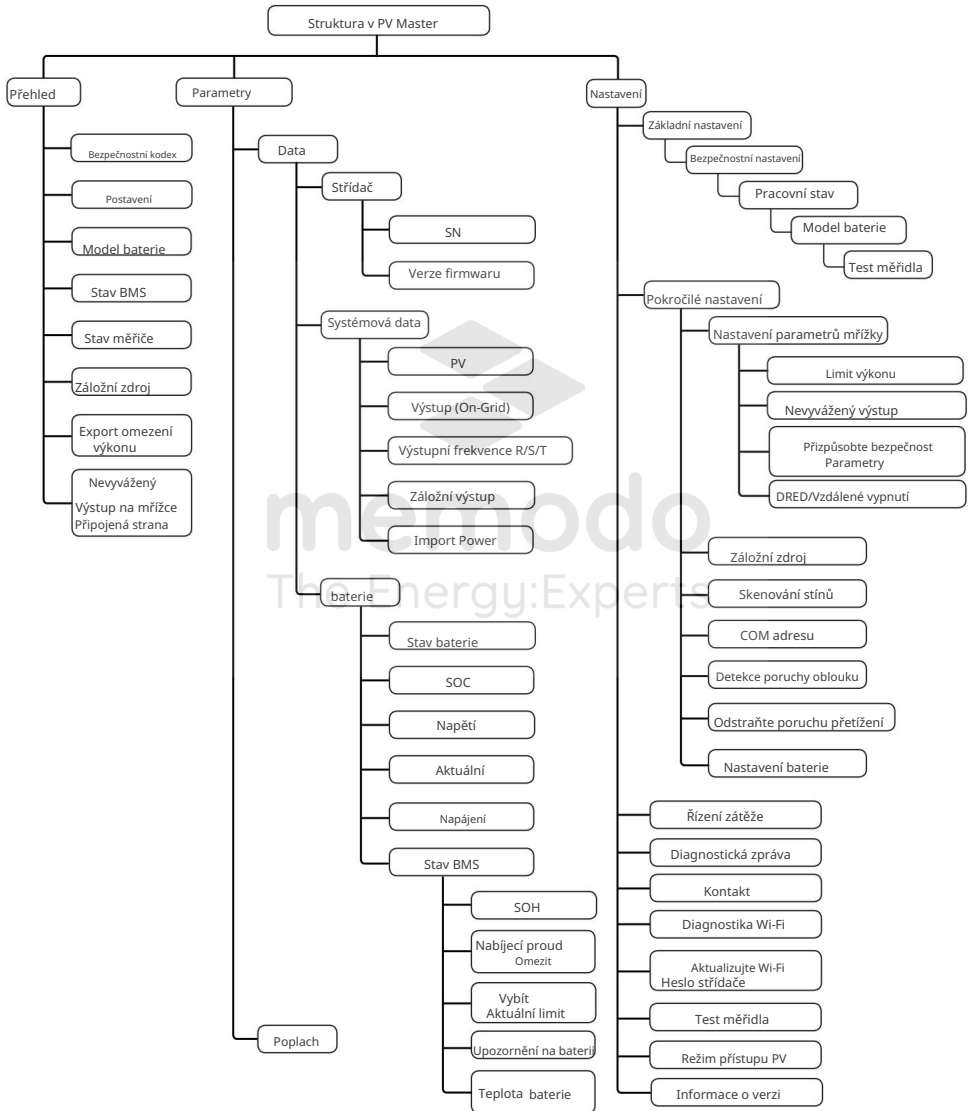 Struktura v PV Master
Přehled
Bezpečnostní kodex
Postavení
Model baterie
Stav BMS
Stav měřiče
Záložní zdroj
Export omezení
výkonu
Nevyvážený
Výstup na mřížce
Připojená strana
Parametry
Data
Střídač
SN
Verze firmwaru
Systémová data
PV
Výstup (On-Grid)
Výstupní frekvence R/S/T
Záložní výstup
Import Power
baterie
Stav baterie
SOC
Napětí
Aktuální
Napájení
Stav BMS
SOH
Nabíjecí proud
Omezit
Vybít
Aktuální limit
Upozornění na baterii
Teplota baterie
Poplach
Nastavení
Základní nastavení
Bezpečnostní nastavení
Pracovní stav
Model baterie
Test měřidla
Pokročilé nastavení
Nastavení parametrů mřížky
Limit výkonu
Nevyvážený výstup
Přizpůsobte bezpečnost
Parametry
DRED/Vzdálené vypnutí
Záložní zdroj
Skenování stínů
COM adresu
Detekce poruchy oblouku
Odstraňte poruchu přetížení
Nastavení baterie
Řízení zátěže
Diagnostická zpráva
Kontakt
Diagnostika Wi-Fi
Aktualizujte Wi-Fi
Heslo střídače
Test měřidla
Režim přístupu PV
Informace o verzi
memodo
The Energy:Experts